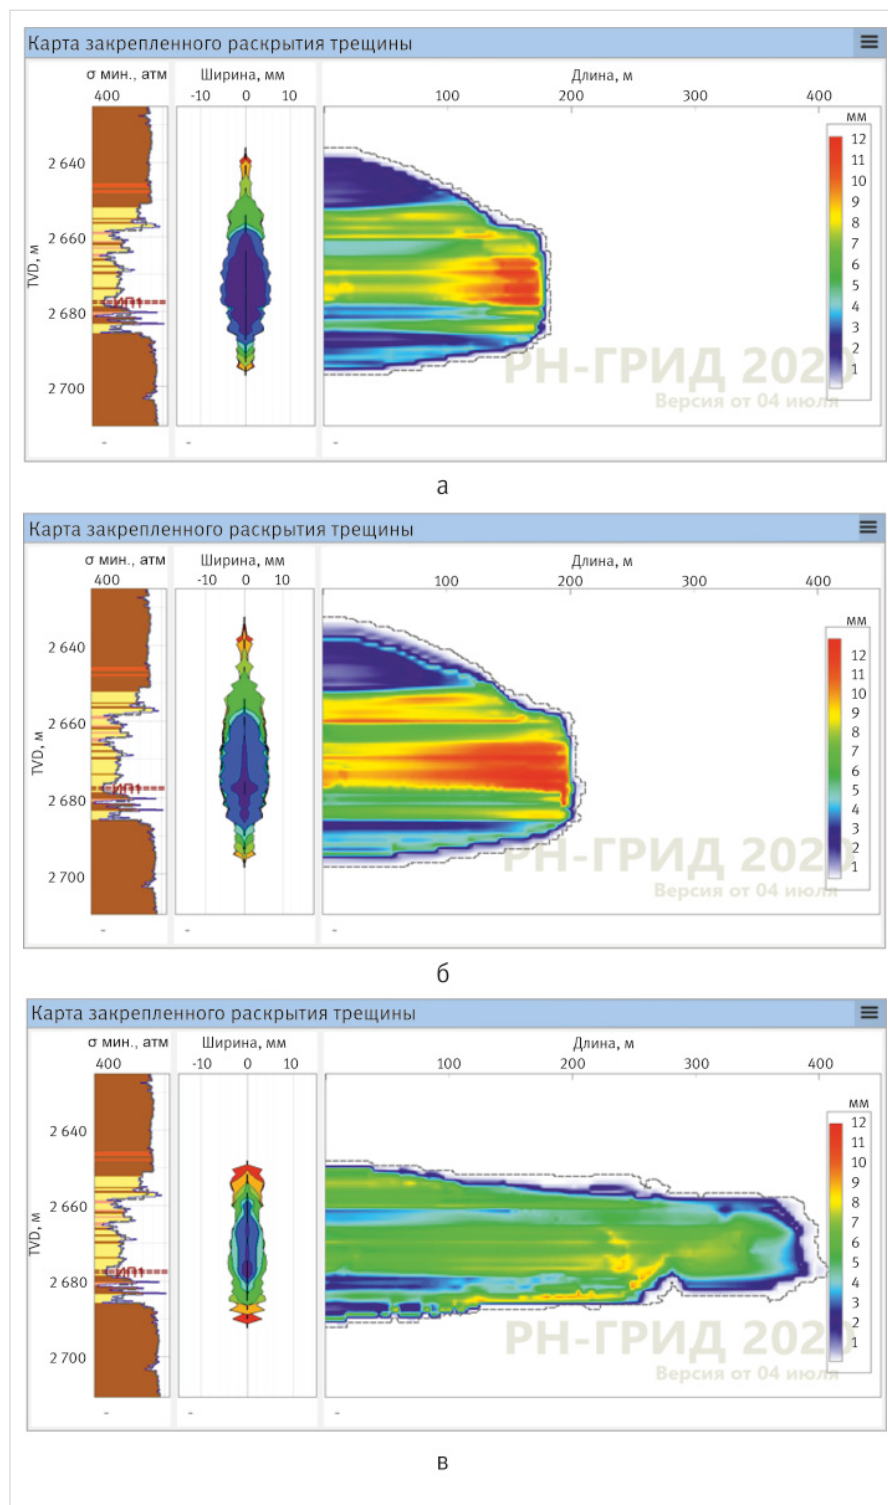 Карта закрепленного раскрытия трещины
σ мин., атм Ширина, мм Длина, м
400 -10 0 10 100 200 300 400
мм
12
11
10
9
8
7
6
5
4
3
2
1
TVD, м
2 640
2 660
СИП1
2 680
2 700
РН-ГРИД 2020
Версия от 04 июля
- - -
а
Карта закрепленного раскрытия трещины
σ мин., атм Ширина, мм Длина, м
400 -10 0 10 100 200 300 400
мм
12
11
10
9
8
7
6
5
4
3
2
1
TVD, м
2 640
2 660
СИП1
2 680
2 700
РН-ГРИД 2020
Версия от 04 июля
- - -
б
Карта закрепленного раскрытия трещины
σ мин., атм Ширина, мм Длина, м
400 -10 0 10 100 200 300 400
мм
12
11
10
9
8
7
6
5
4
3
2
1
TVD, м
2 640
2 660
СИП1
2 680
2 700
РН-ГРИД 2020
Версия от 04 июля
- - -
в